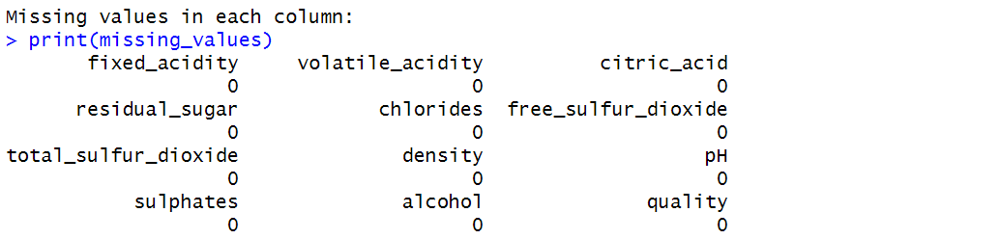 Missing values in each column:
> print(missing_values)
fixed_acidity volatile_acidity citric_acid
0 0 0
residual_sugar chlorides free_sulfur_dioxide
0 0 0
total_sulfur_dioxide density pH
0 0 0
sulphates alcohol quality
0 0 0